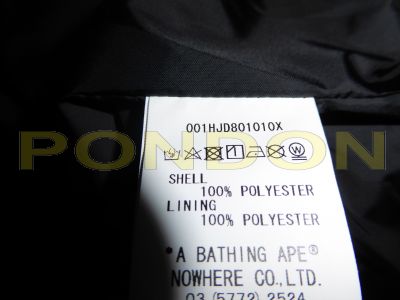 001HJD801010X
PONDON
SHELL
100% POLYESTER
LINING
100% POLYESTER
"A BATHING APE®
NOWHERE CO.,LTD.
03(5772)2524